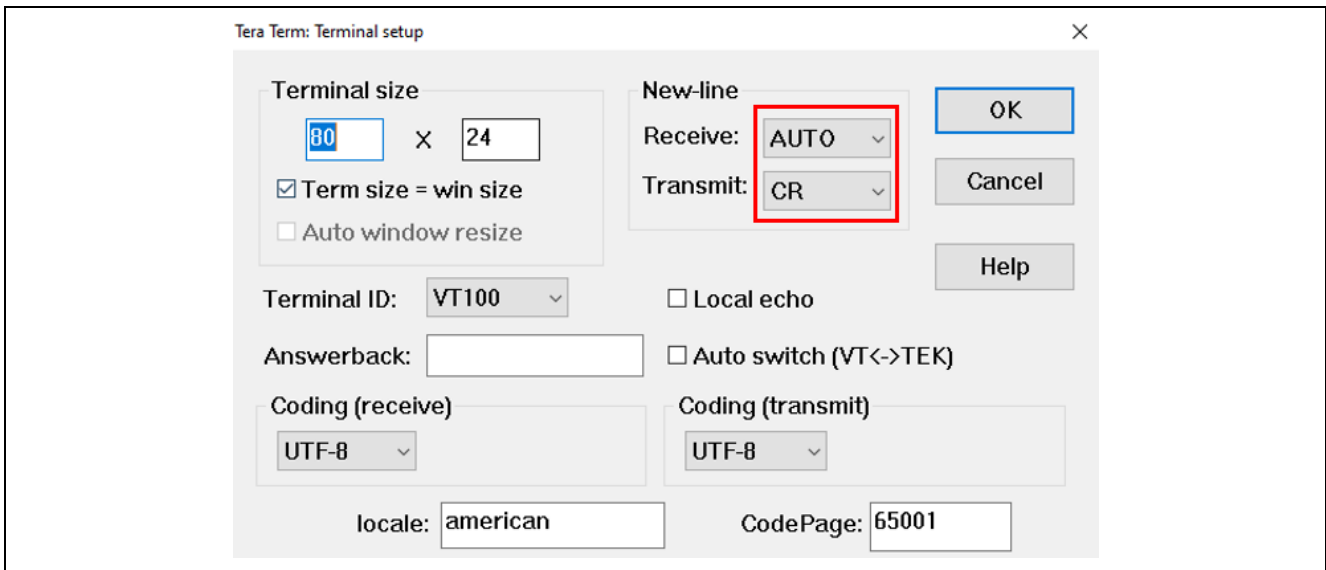 Tera Term: Terminal setup
Terminal size
80 X 24
Term size = win size
Auto window resize
New-line
Receive: AUTO
Transmit: CR
OK
Cancel
Help
Terminal ID: VT100
Local echo
Answerback:
Auto switch (VT<->TEK)
Coding (receive)
UTF-8
Coding (transmit)
UTF-8
locale: american
CodePage: 65001